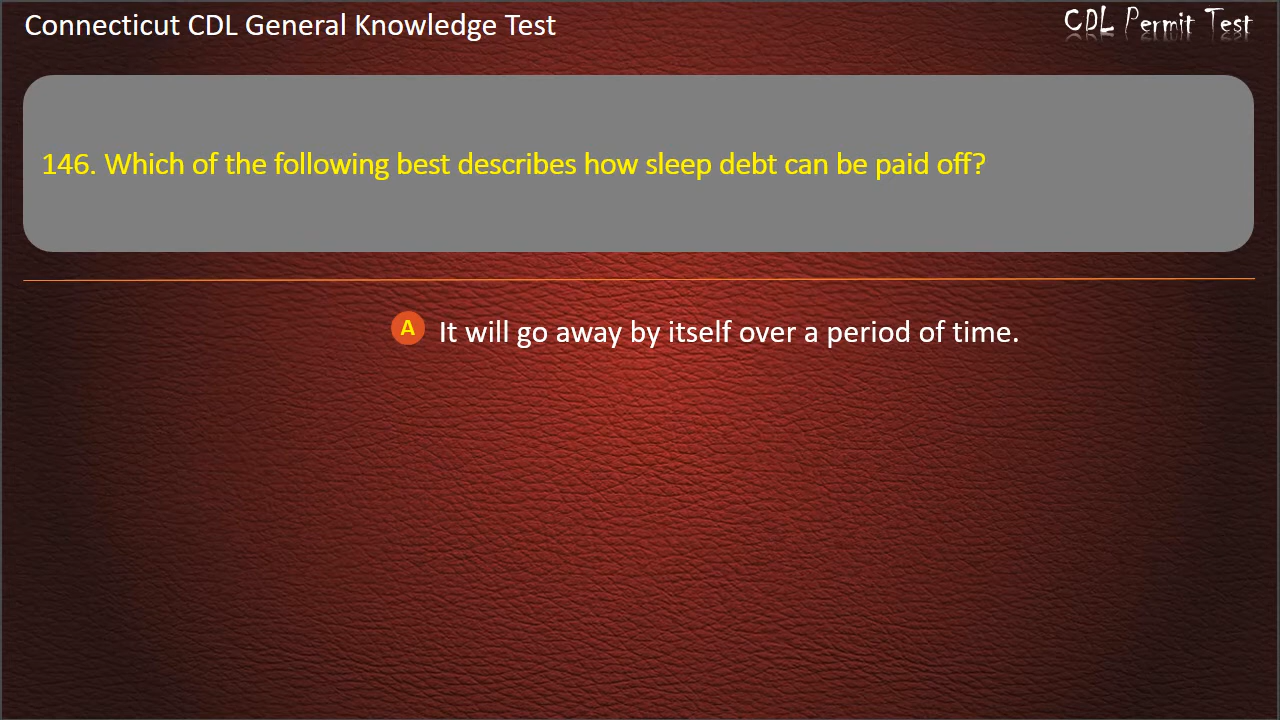 Connecticut CDL General Knowledge Test
CDL Permit Test
146. Which of the following best describes how sleep debt can be paid off?
A It will go away by itself over a period of time.